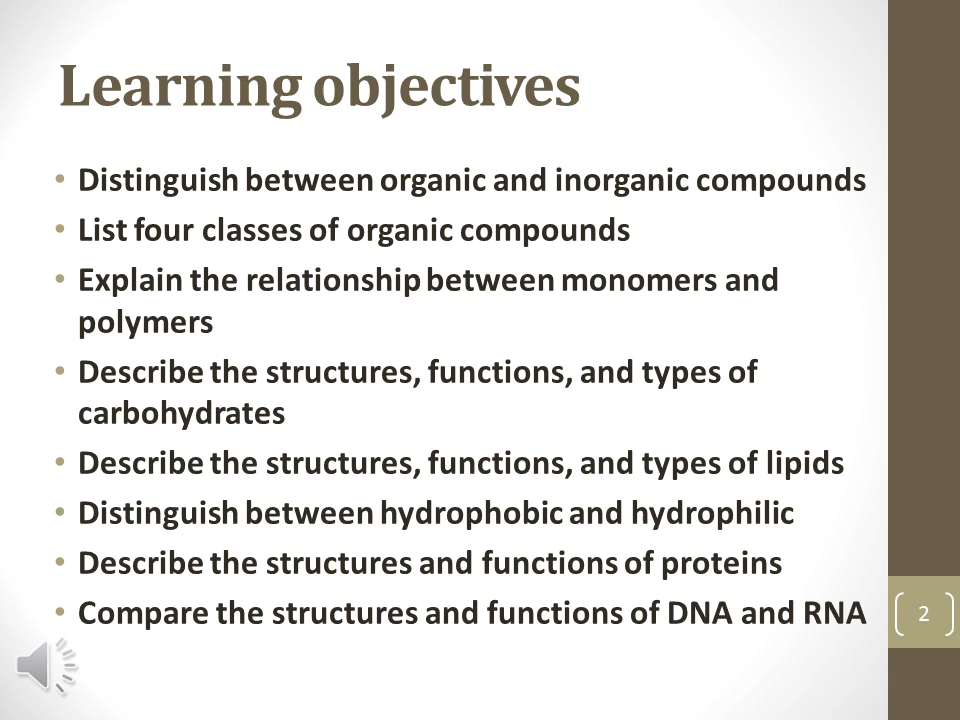 Learning objectives
• Distinguish between organic and inorganic compounds
• List four classes of organic compounds
• Explain the relationship between monomers and
polymers
• Describe the structures, functions, and types of
carbohydrates
• Describe the structures, functions, and types of lipids
• Distinguish between hydrophobic and hydrophilic
• Describe the structures and functions of proteins
• Compare the structures and functions of DNA and RNA
2